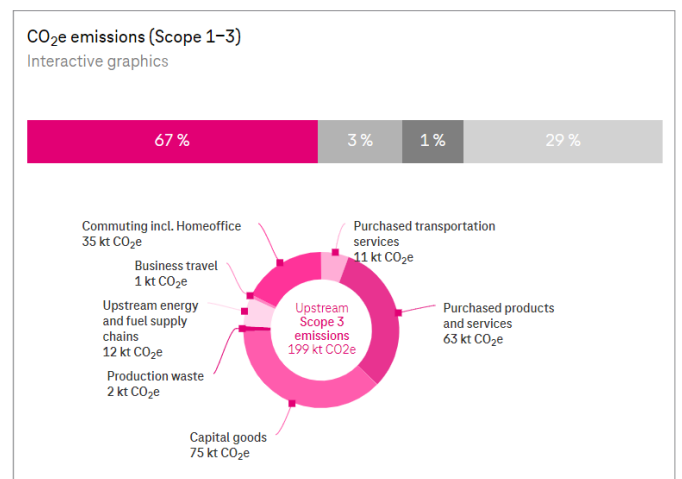 CO₂e emissions (Scope 1–3)
Interactive graphics
67 %
3 %
1 %
29 %
Commuting incl. Homeoffice
35 kt CO₂e
Purchased transportation
services
11 kt CO₂e
Business travel
1 kt CO₂e
Upstream energy
and fuel supply
chains
12 kt CO₂e
Upstream
Scope 3
emissions
199 kt CO2e
Purchased products
and services
63 kt CO₂e
Production waste
2 kt CO₂e
Capital goods
75 kt CO₂e